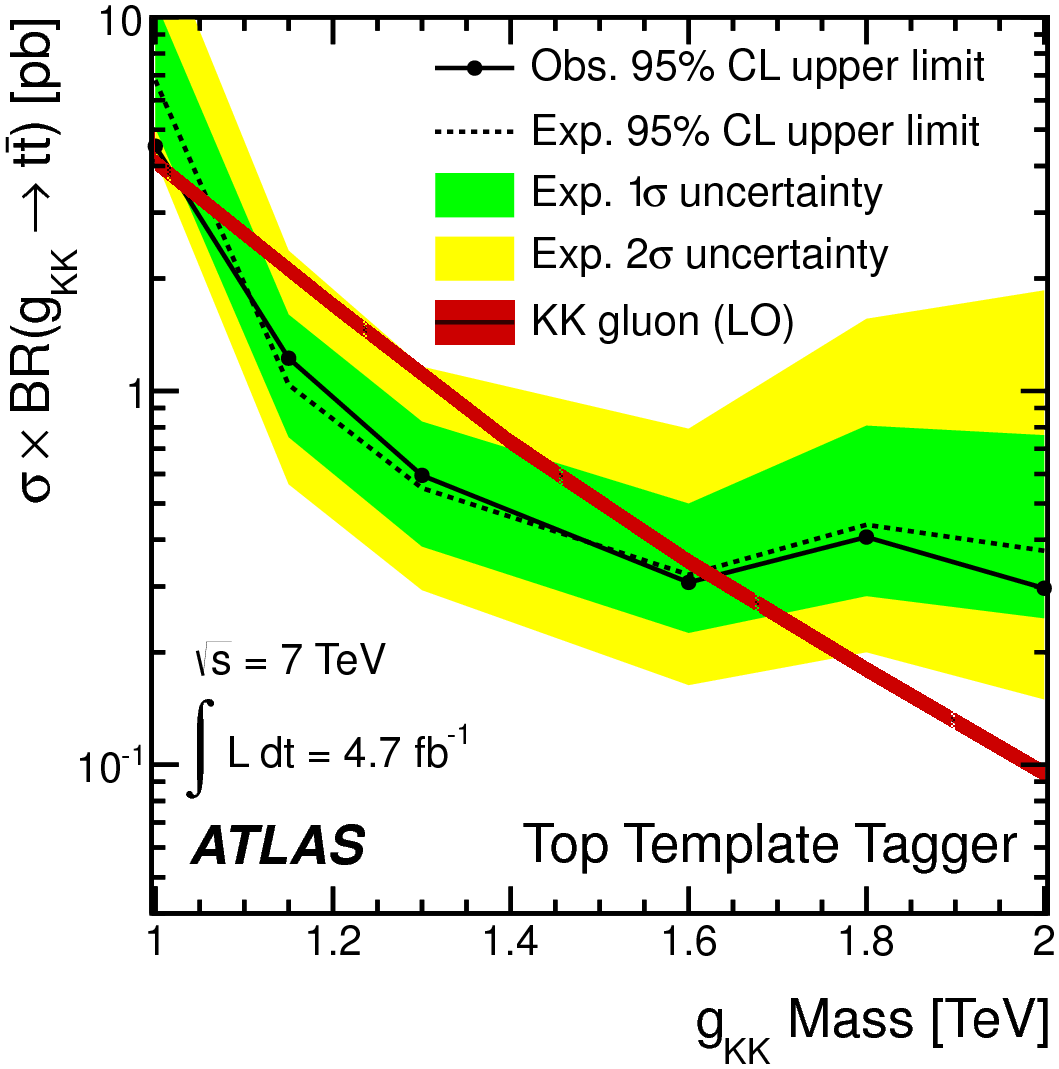 σ × BR(g_KK → tt̄) [pb]
10
1
10⁻¹
Obs. 95% CL upper limit
Exp. 95% CL upper limit
Exp. 1σ uncertainty
Exp. 2σ uncertainty
KK gluon (LO)
√s = 7 TeV
∫ L dt = 4.7 fb⁻¹
ATLAS
Top Template Tagger
1 1.2 1.4 1.6 1.8 2
g_KK Mass [TeV]